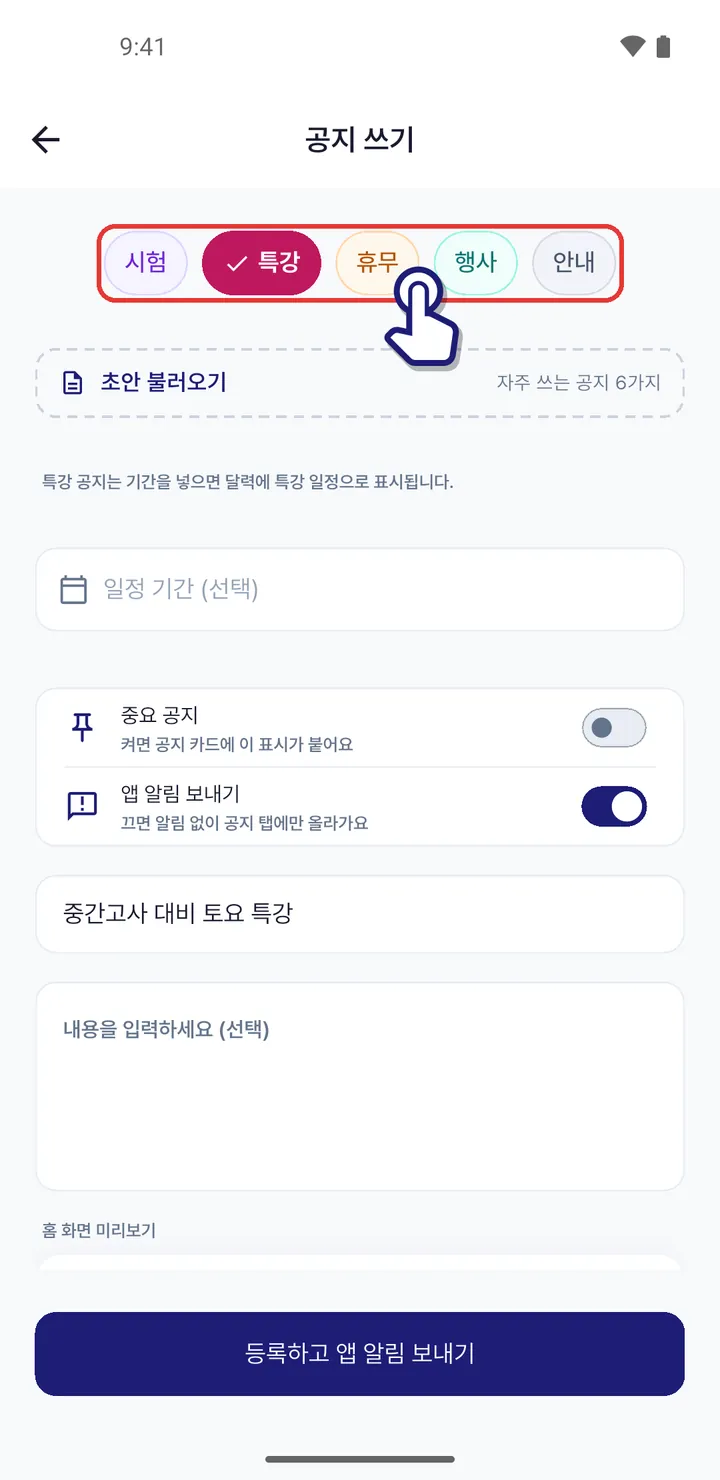 9:41
공지 쓰기
시험 특강 휴무 행사 안내
초안 불러오기 자주 쓰는 공지 6가지
특강 공지는 기간을 넣으면 달력에 특강 일정으로 표시됩니다.
일정 기간 (선택)
중요 공지
켜면 공지 카드에 이 표시가 붙어요
앱 알림 보내기
끄면 알림 없이 공지 탭에만 올라가요
중간고사 대비 토요 특강
내용을 입력하세요 (선택)
홈 화면 미리보기
등록하고 앱 알림 보내기